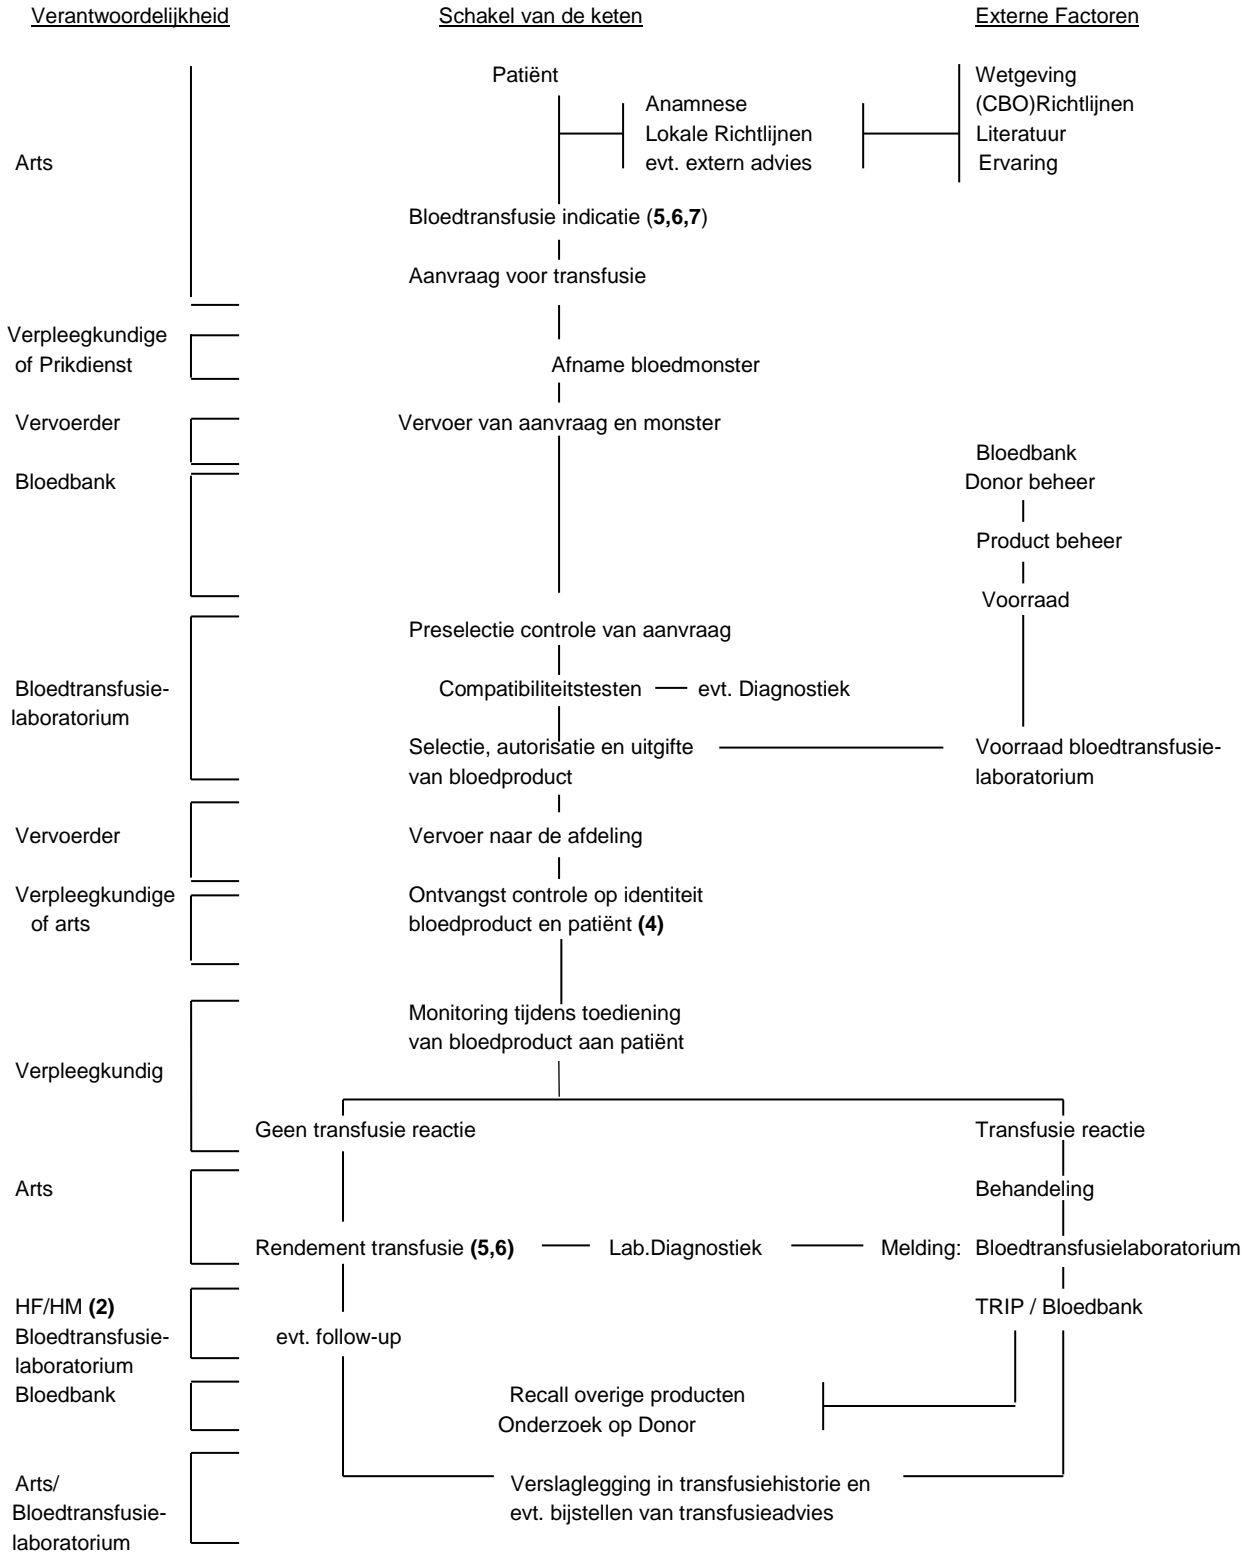 Verantwoordelijkheid Schakel van de keten Externe Factoren
Patiënt Wetgeving
Anamnese (CBO)Richtlijnen
Lokale Richtlijnen Literatuur
Arts evt. extern advies Ervaring
Bloedtransfusie indicatie (5,6,7)
Aanvraag voor transfusie
Verpleegkundige
of Prikdienst Afname bloedmonster
Vervoerder Vervoer van aanvraag en monster
Bloedbank
Bloedbank Donor beheer
Product beheer
Voorraad
Preselectie controle van aanvraag
Bloedtransfusie- Compatibiliteitstesten evt. Diagnostiek
laboratorium
Selectie, autorisatie en uitgifte Voorraad bloedtransfusie-
van bloedproduct laboratorium
Vervoerder Vervoer naar de afdeling
Verpleegkundige Ontvangst controle op identiteit
of arts bloedproduct en patiënt (4)
Monitoring tijdens toediening
van bloedproduct aan patiënt
Verpleegkundig
Geen transfusie reactie Transfusie reactie
Arts Behandeling
Rendement transfusie (5,6) Lab.Diagnostiek Melding: Bloedtransfusielaboratorium
HF/HM (2) TRIP / Bloedbank
Bloedtransfusie- evt. follow-up
laboratorium
Bloedbank Recall overige producten
Onderzoek op Donor
Arts/ Verslaglegging in transfusiehistorie en
Bloedtransfusie- evt. bijstellen van transfusieadvies
laboratorium